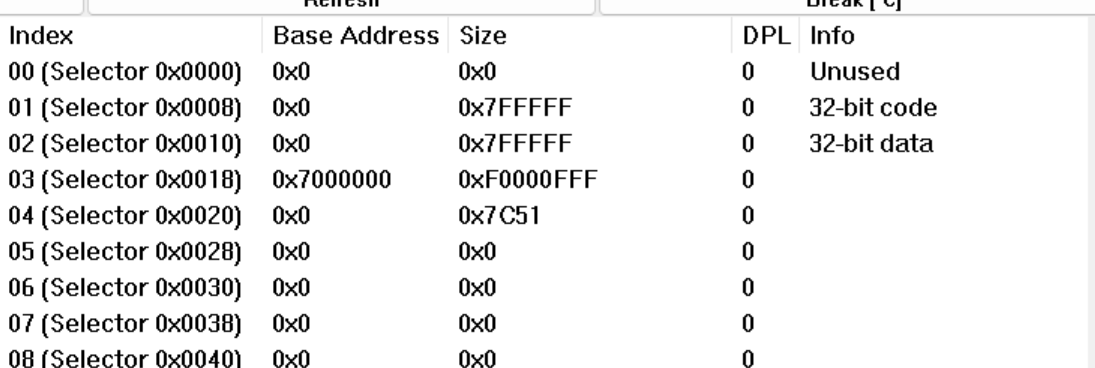 Refresh Break [^C]
Index Base Address Size DPL Info
00 (Selector 0x0000) 0x0 0x0 0 Unused
01 (Selector 0x0008) 0x0 0x7FFFFF 0 32-bit code
02 (Selector 0x0010) 0x0 0x7FFFFF 0 32-bit data
03 (Selector 0x0018) 0x7000000 0xF0000FFF 0
04 (Selector 0x0020) 0x0 0x7C51 0
05 (Selector 0x0028) 0x0 0x0 0
06 (Selector 0x0030) 0x0 0x0 0
07 (Selector 0x0038) 0x0 0x0 0
08 (Selector 0x0040) 0x0 0x0 0